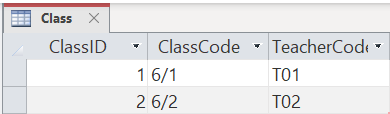 Class
ClassID ClassCode TeacherCode
1 6/1 T01
2 6/2 T02